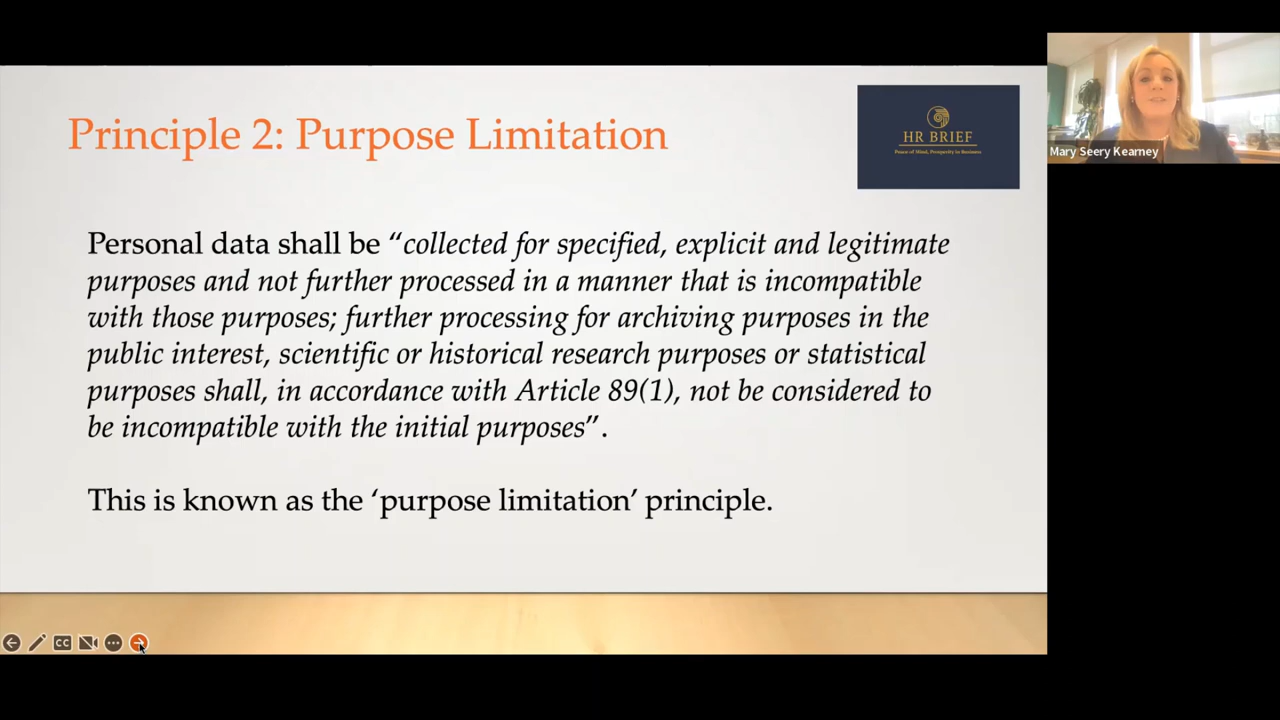 Principle 2: Purpose Limitation
HR BRIEF
Peace of Mind, Prosperity in Business
Mary Seery Kearney
Personal data shall be “collected for specified, explicit and legitimate
purposes and not further processed in a manner that is incompatible
with those purposes; further processing for archiving purposes in the
public interest, scientific or historical research purposes or statistical
purposes shall, in accordance with Article 89(1), not be considered to
be incompatible with the initial purposes”.
This is known as the ‘purpose limitation’ principle.
CC